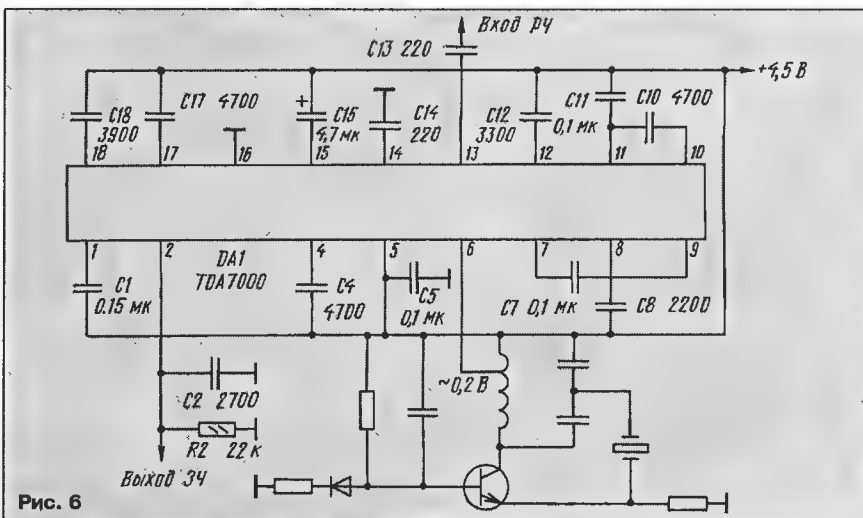 Вход РЧ
C13 220
+4,5 В
C18
3900
C17 4700
+
C15
4,7 мк
C14
220
C12
3300
C11
0,1 мк
C10 4700
18
17
16
15
14
13
12
11
10
DA1
TDA7000
1
2
4
5
6
7
8
9
C1
0.15 мк
C4
4700
C5
0,1 мк
C7 0,1 мк
C8 2200
~0,2 В
C2 2700
R2 22 к
Выход ЗЧ
Рис. 6